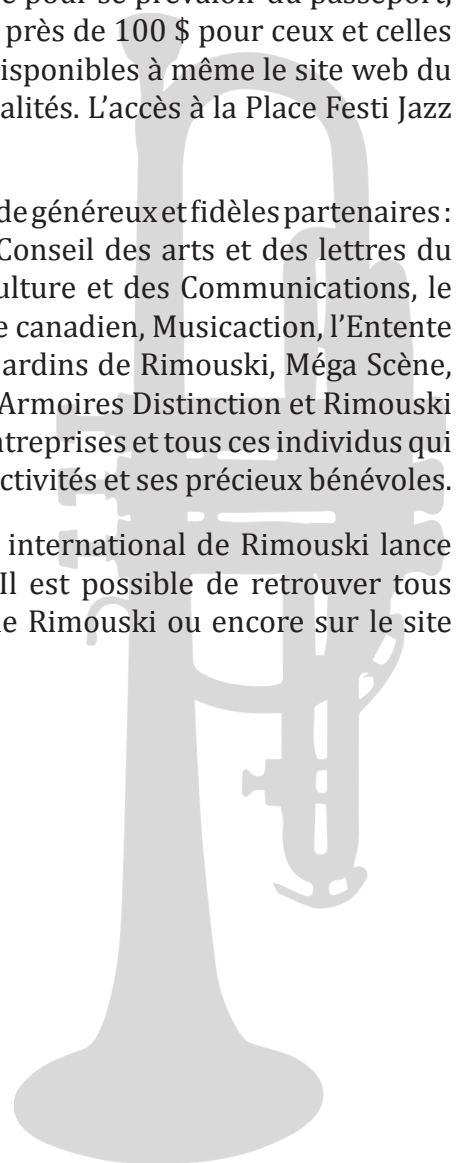 pour se prévaloir du passeport,
près de 100 $ pour ceux et celles
disponibles à même le site web du
alités. L’accès à la Place Festi Jazz
de généreux et fidèles partenaires :
Conseil des arts et des lettres du
ulture et des Communications, le
e canadien, Musicaction, l’Entente
ardins de Rimouski, Méga Scène,
Armoires Distinction et Rimouski
ntreprises et tous ces individus qui
ctivités et ses précieux bénévoles.
international de Rimouski lance
Il est possible de retrouver tous
de Rimouski ou encore sur le site